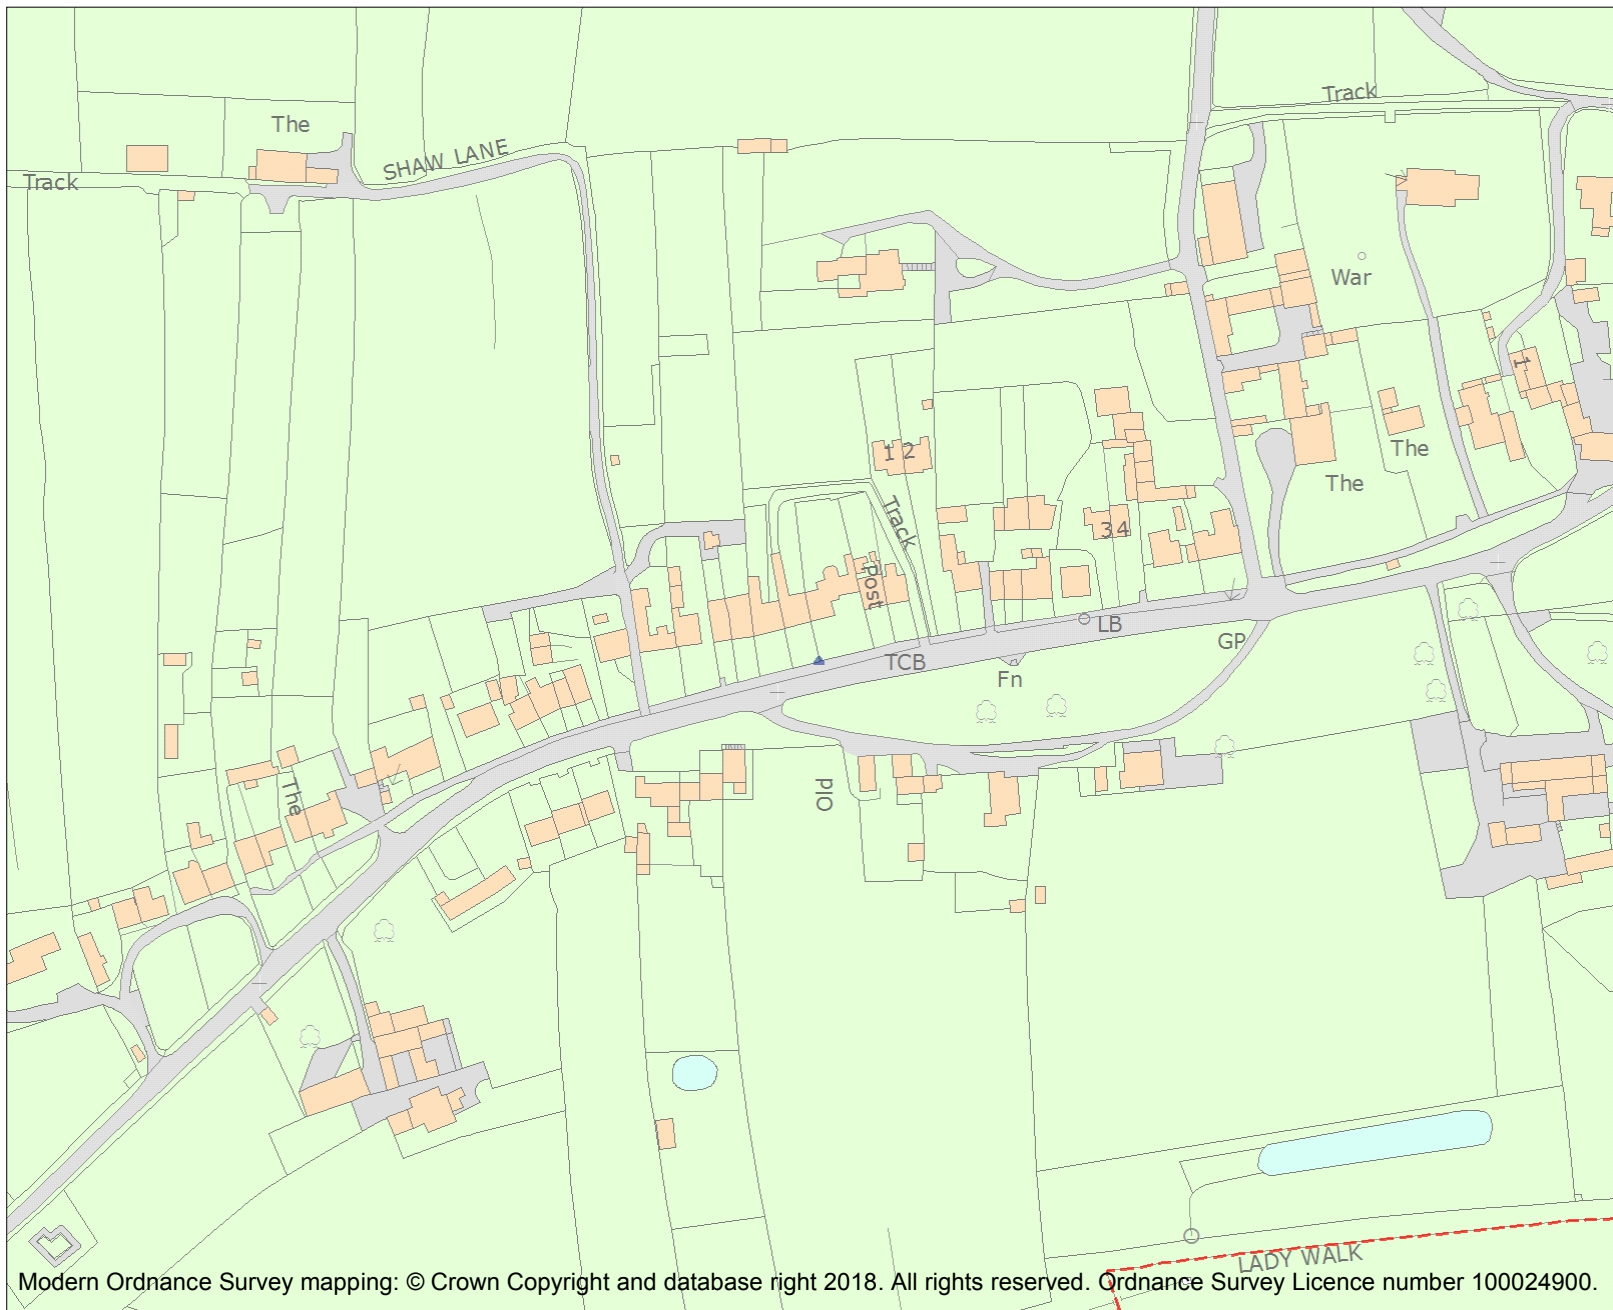 Track
The
SHAW LANE
Track
War
1
The
The
1 2
Track
3 4
Post
LB
GP
TCB
Fn
The
Old
LADY WALK
Modern Ordnance Survey mapping: © Crown Copyright and database right 2018. All rights reserved. Ordnance Survey Licence number 100024900.